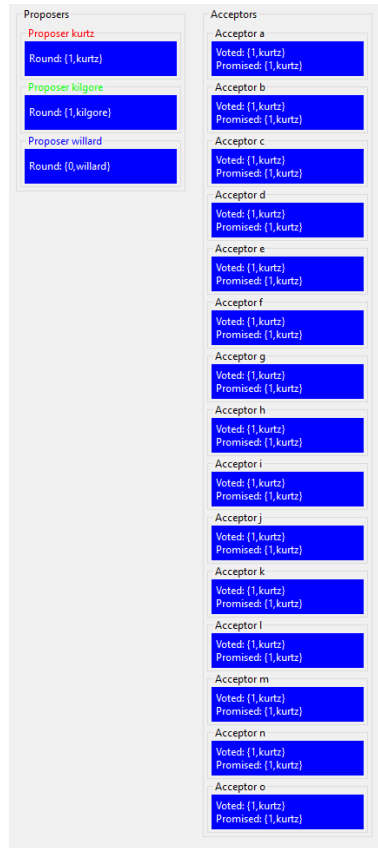 Proposers
Proposer kurtz
Round: {1,kurtz}
Proposer kilgore
Round: {1,kilgore}
Proposer willard
Round: {0,willard}
Acceptors
Acceptor a
Voted: {1,kurtz}
Promised: {1,kurtz}
Acceptor b
Voted: {1,kurtz}
Promised: {1,kurtz}
Acceptor c
Voted: {1,kurtz}
Promised: {1,kurtz}
Acceptor d
Voted: {1,kurtz}
Promised: {1,kurtz}
Acceptor e
Voted: {1,kurtz}
Promised: {1,kurtz}
Acceptor f
Voted: {1,kurtz}
Promised: {1,kurtz}
Acceptor g
Voted: {1,kurtz}
Promised: {1,kurtz}
Acceptor h
Voted: {1,kurtz}
Promised: {1,kurtz}
Acceptor i
Voted: {1,kurtz}
Promised: {1,kurtz}
Acceptor j
Voted: {1,kurtz}
Promised: {1,kurtz}
Acceptor k
Voted: {1,kurtz}
Promised: {1,kurtz}
Acceptor l
Voted: {1,kurtz}
Promised: {1,kurtz}
Acceptor m
Voted: {1,kurtz}
Promised: {1,kurtz}
Acceptor n
Voted: {1,kurtz}
Promised: {1,kurtz}
Acceptor o
Voted: {1,kurtz}
Promised: {1,kurtz}